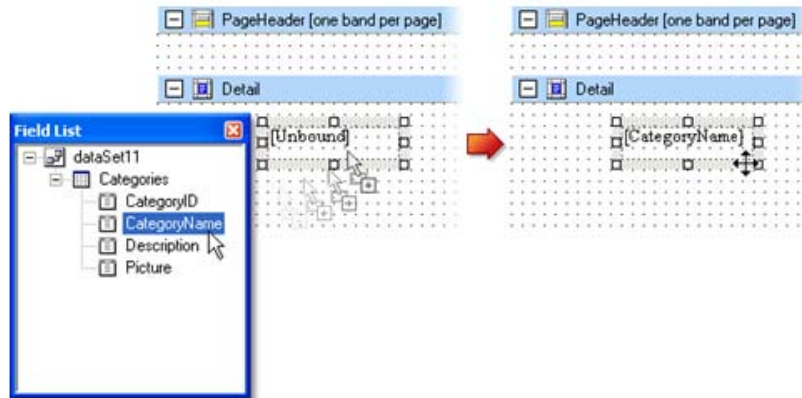 PageHeader [one band per page]
Detail
[Unbound]
Field List
dataSet11
Categories
CategoryID
CategoryName
Description
Picture
PageHeader [one band per page]
Detail
[CategoryName]